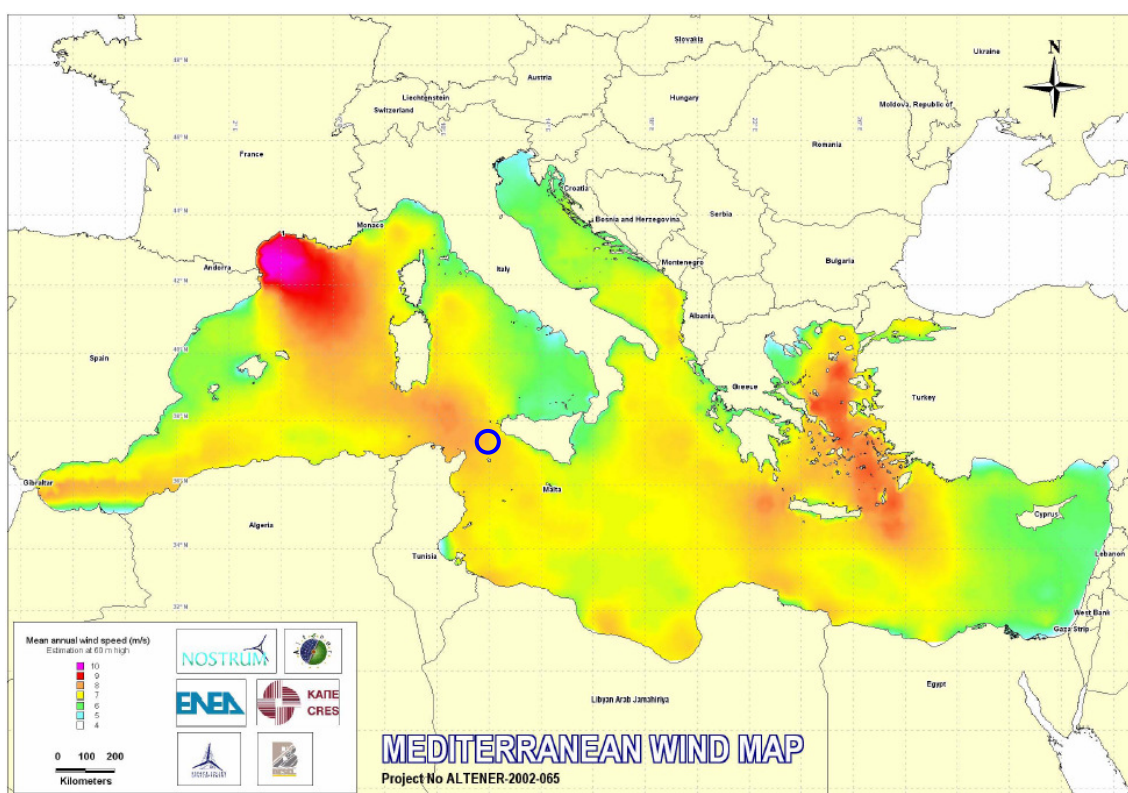 Slovakia
Ukraine
N
Austria
Liechtenstein
Switzerland
Hungary
Moldova, Republic of
France
Romania
Croatia
Bosnia and Herzegovina
Serbia
Monaco
Andorra
Italy
Montenegro
Bulgaria
Albania
Spain
Greece
Turkey
Gibraltar
Malta
Cyprus
Algeria
Tunisia
Lebanon
West Bank
Gaza Strip
Egypt
Libyan Arab Jamahiriya
Mean annual wind speed (m/s)
Estimation at 60 m high
10
9
8
7
6
5
4
0 100 200
Kilometers
NOSTRUM
ENEA
ΚΑΠΕ
CRES
MEDITERRANEAN WIND MAP
Project No ALTENER-2002-065